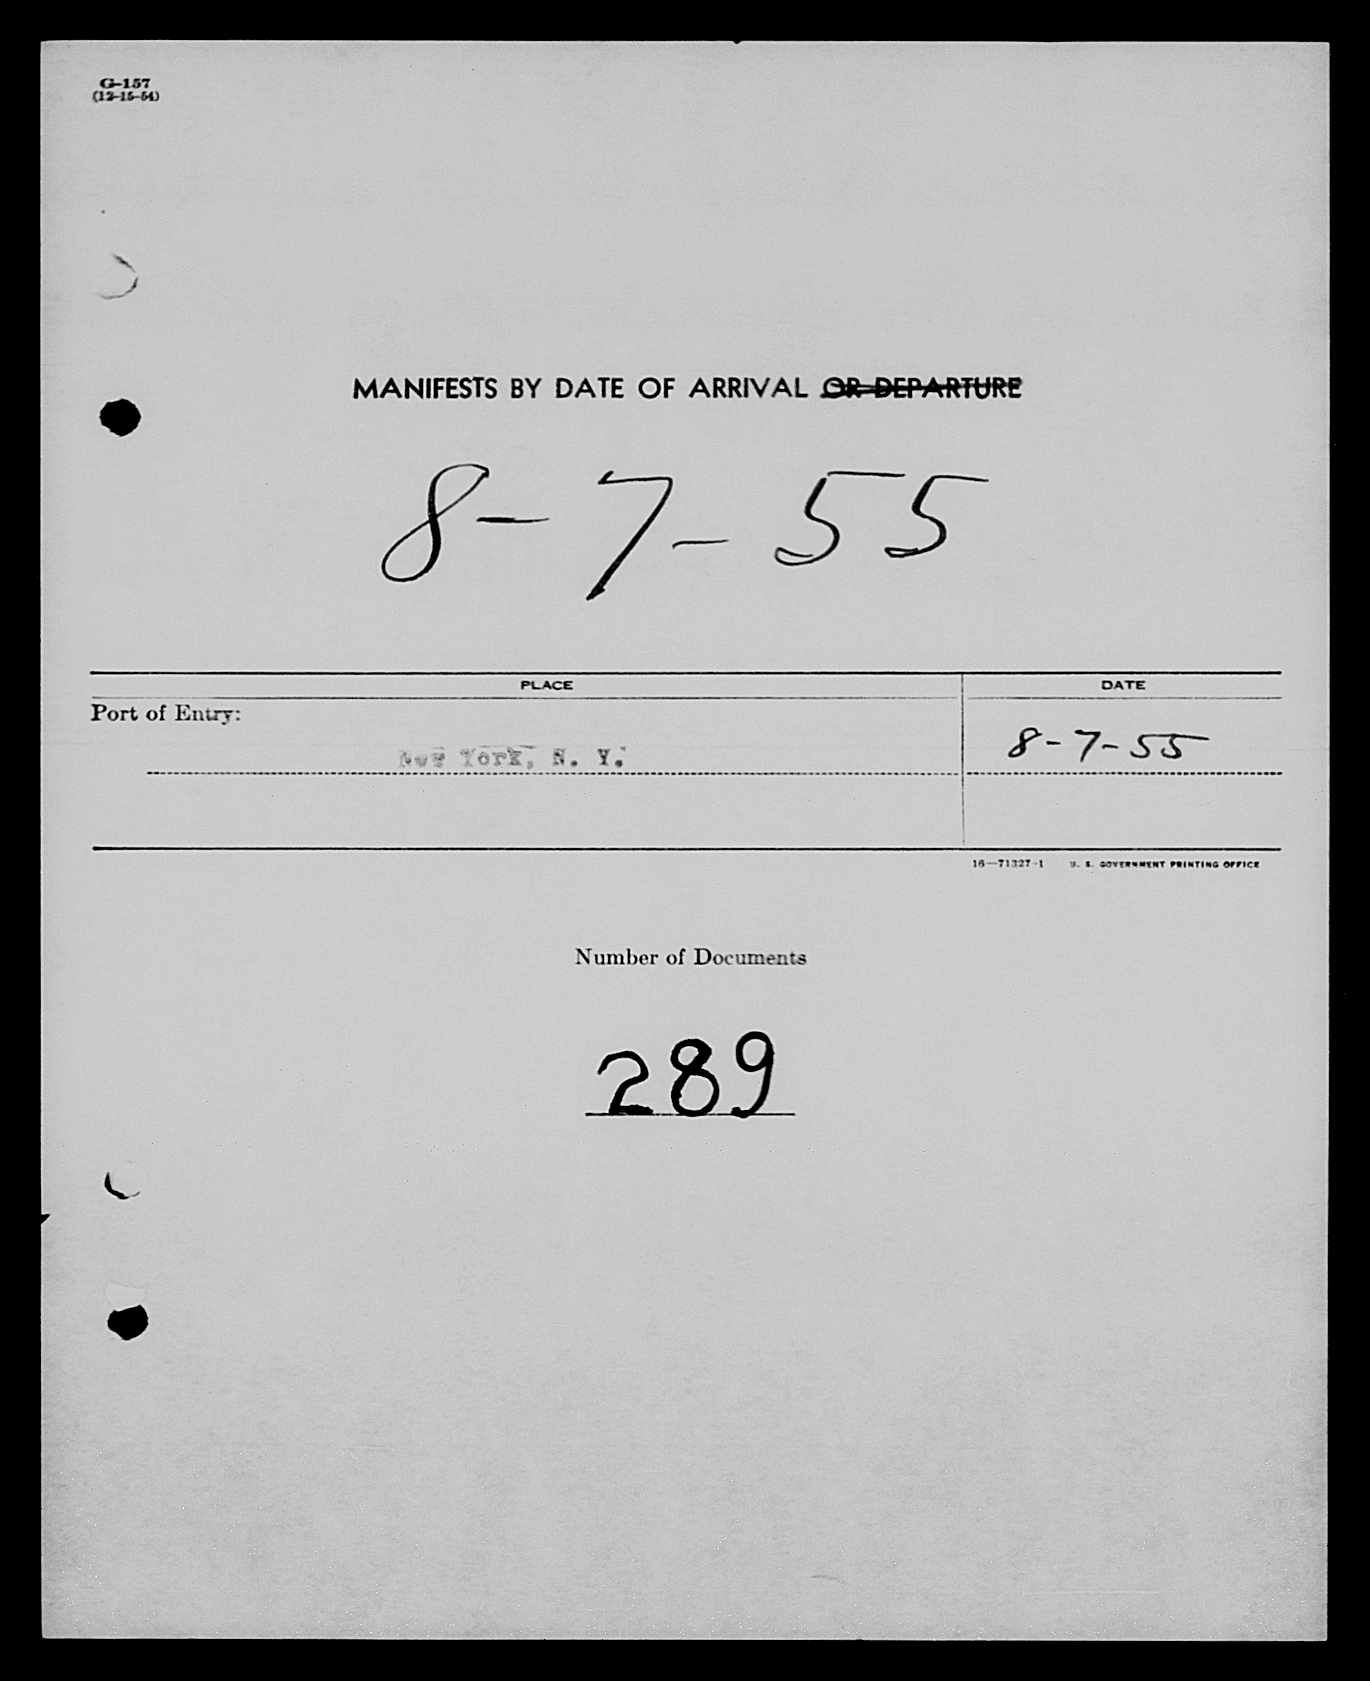 G-157
(12-15-54)
MANIFESTS BY DATE OF ARRIVAL OR DEPARTURE
8-7-55
PLACE DATE
Port of Entry:
New York, N. Y. 8-7-55
16—71327-1 U. S. GOVERNMENT PRINTING OFFICE
Number of Documents
289